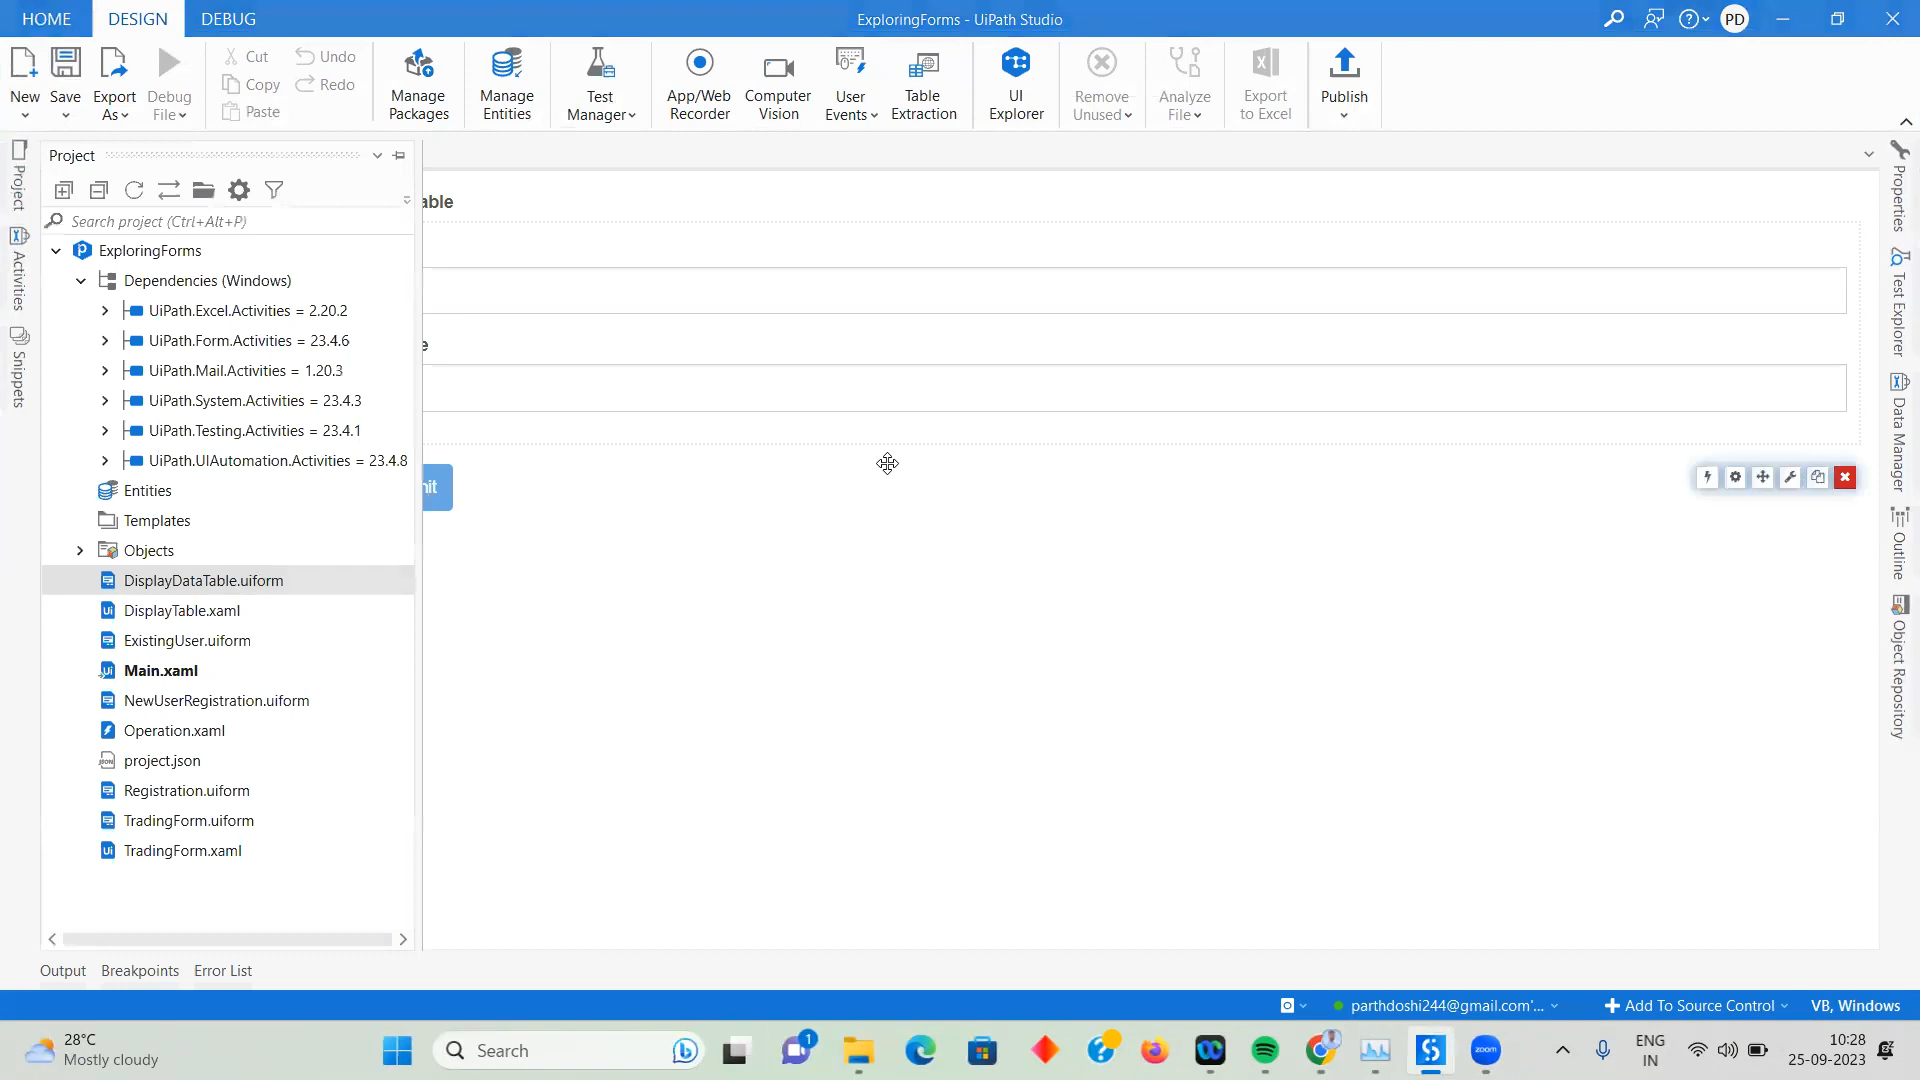 HOME DESIGN DEBUG ExploringForms - UiPath Studio PD
New Save Export As Debug File Cut Copy Paste Undo Redo Manage Packages Manage Entities Test Manager App/Web Recorder Computer Vision User Events Table Extraction UI Explorer Remove Unused Analyze File Export to Excel Publish
Project
Search project (Ctrl+Alt+P)
ExploringForms
Dependencies (Windows)
UiPath.Excel.Activities = 2.20.2
UiPath.Form.Activities = 23.4.6
UiPath.Mail.Activities = 1.20.3
UiPath.System.Activities = 23.4.3
UiPath.Testing.Activities = 23.4.1
UiPath.UIAutomation.Activities = 23.4.8
Entities
Templates
Objects
DisplayDataTable.uiform
DisplayTable.xaml
ExistingUser.uiform
Main.xaml
NewUserRegistration.uiform
Operation.xaml
project.json
Registration.uiform
TradingForm.uiform
TradingForm.xaml
Project
Activities
Snippets
able
e
nit
Properties
Test Explorer
Data Manager
Outline
Object Repository
Output Breakpoints Error List
parthdoshi244@gmail.com'... Add To Source Control VB, Windows
28°C
Mostly cloudy
Search
1
zoom
ENG
IN
10:28
25-09-2023